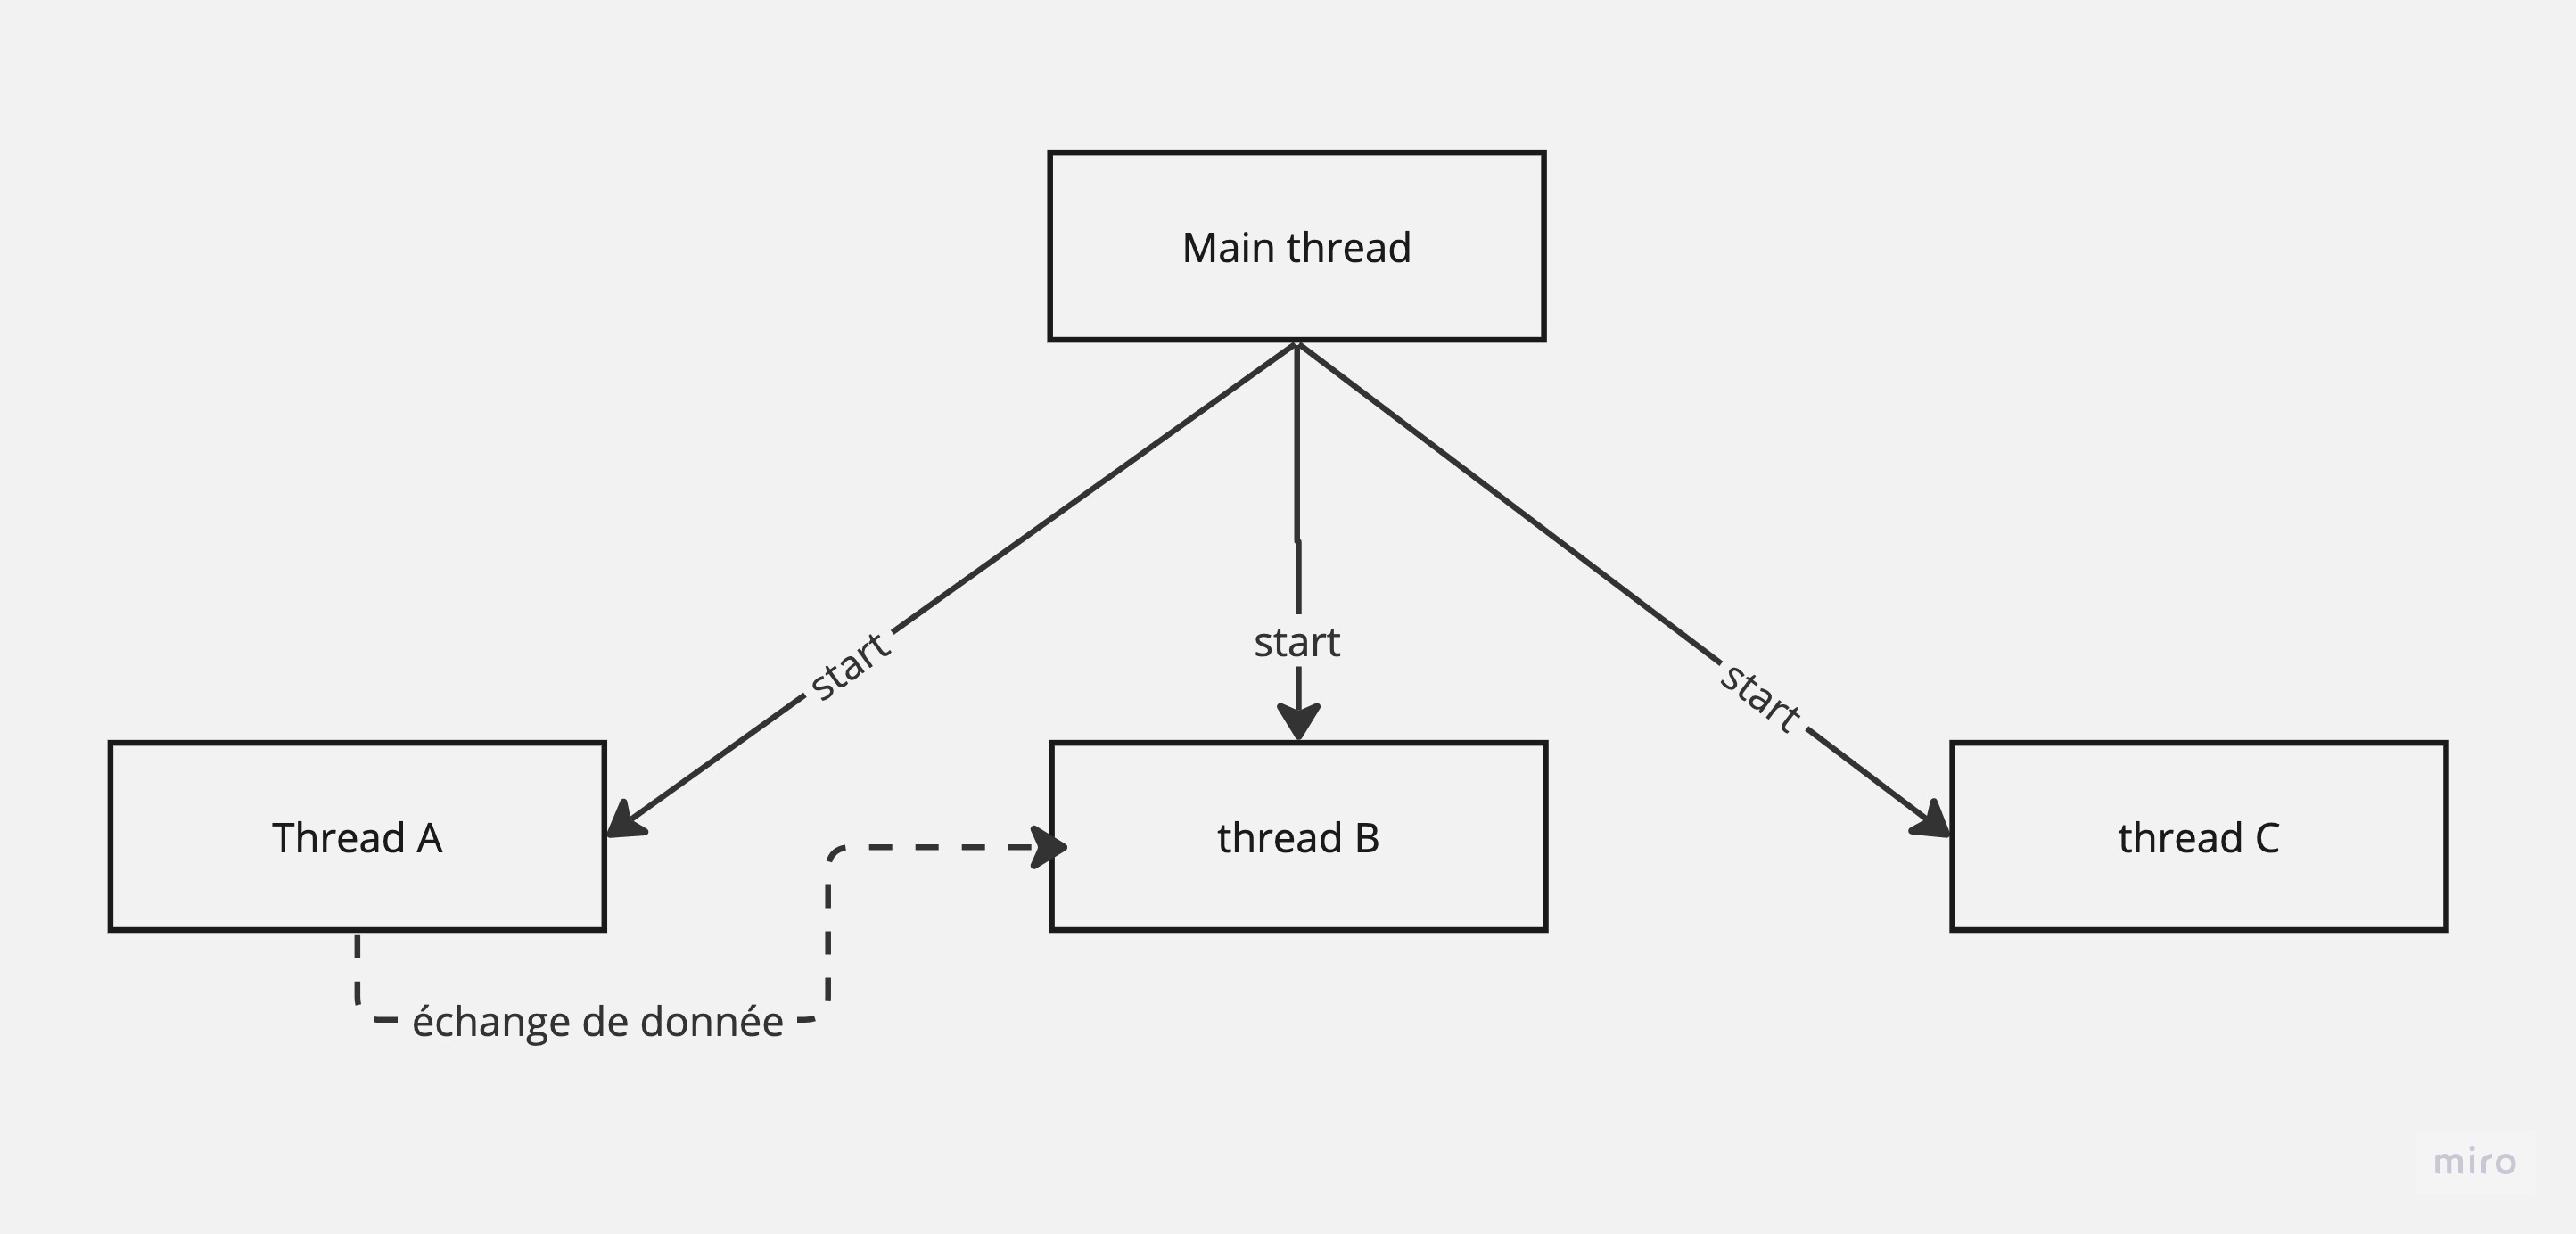 Main thread
start
start
start
Thread A
thread B
thread C
échange de donnée
miro